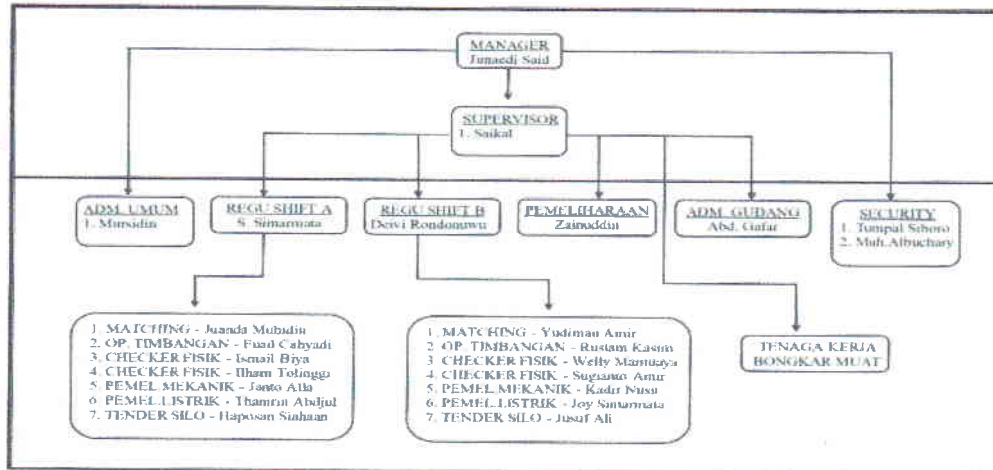 MANAGER
Junaedi Said
SUPERVISOR
1. Saikal
ADM. UMUM
1. Mursidin
REGU SHIFT A
S. Simarmata
REGU SHIFT B
Deivi Rondonuwu
PEMELIHARAAN
Zainuddin
ADM. GUDANG
Abd. Gafar
SECURITY
1. Tumpal Siboro
2. Muh.Albuchary
1. MATCHING - Juanda Mubidin
2. OP. TIMBANGAN - Fuad Cahyadi
3. CHECKER FISIK - Ismail Biya
4. CHECKER FISIK - Ilham Tolinggi
5. PEMEL MEKANIK - Janto Alla
6. PEMEL LISTRIK - Thamrin Abdjul
7. TENDER SILO - Haposan Siahaan
1. MATCHING - Yudiman Amir
2. OP. TIMBANGAN - Rustam Kasim
3. CHECKER FISIK - Welly Mantuaya
4. CHECKER FISIK - Sugianto Amir
5. PEMEL MEKANIK - Kadir Nusi
6. PEMEL LISTRIK - Joy Simarmata
7. TENDER SILO - Jusuf Ali
TENAGA KERJA
BONGKAR MUAT